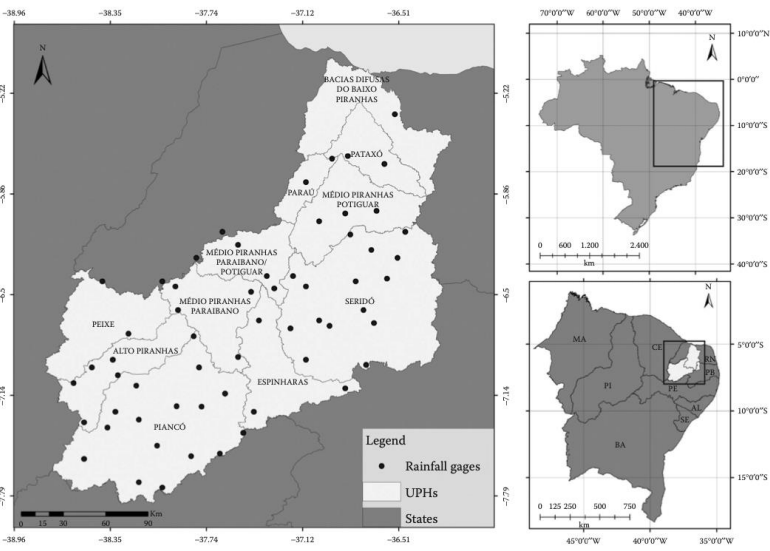 −38.96
−38.35
−37.74
−37.12
−36.51
N
−5.22
−5.22
−5.86
−5.86
−6.5
−6.5
−7.14
−7.14
−7.79
−7.79
BACIAS DIFUSAS
DO BAIXO
PIRANHAS
PATAXÓ
PARAÚ
MÉDIO PIRANHAS
POTIGUAR
MÉDIO PIRANHAS
PARAIBANO/
POTIGUAR
MÉDIO PIRANHAS
PARAIBANO
SERIDÓ
PEIXE
ALTO PIRANHAS
ESPINHARAS
PIANCÓ
Legend
Rainfall gages
UPHs
States
Km
0 15 30 60 90
−38.96
−38.35
−37.74
−37.12
−36.51
70°0′0″W
60°0′0″W
50°0′0″W
40°0′0″W
N
10°0′0″N
0°0′0″
10°0′0″S
20°0′0″S
30°0′0″S
40°0′0″S
0 600 1,200 2,400
km
N
MA
CE
RN
PB
PI
PE
AL
SE
BA
5°0′0″S
10°0′0″S
15°0′0″S
0 125 250 500 750
km
45°0′0″W
40°0′0″W
35°0′0″W